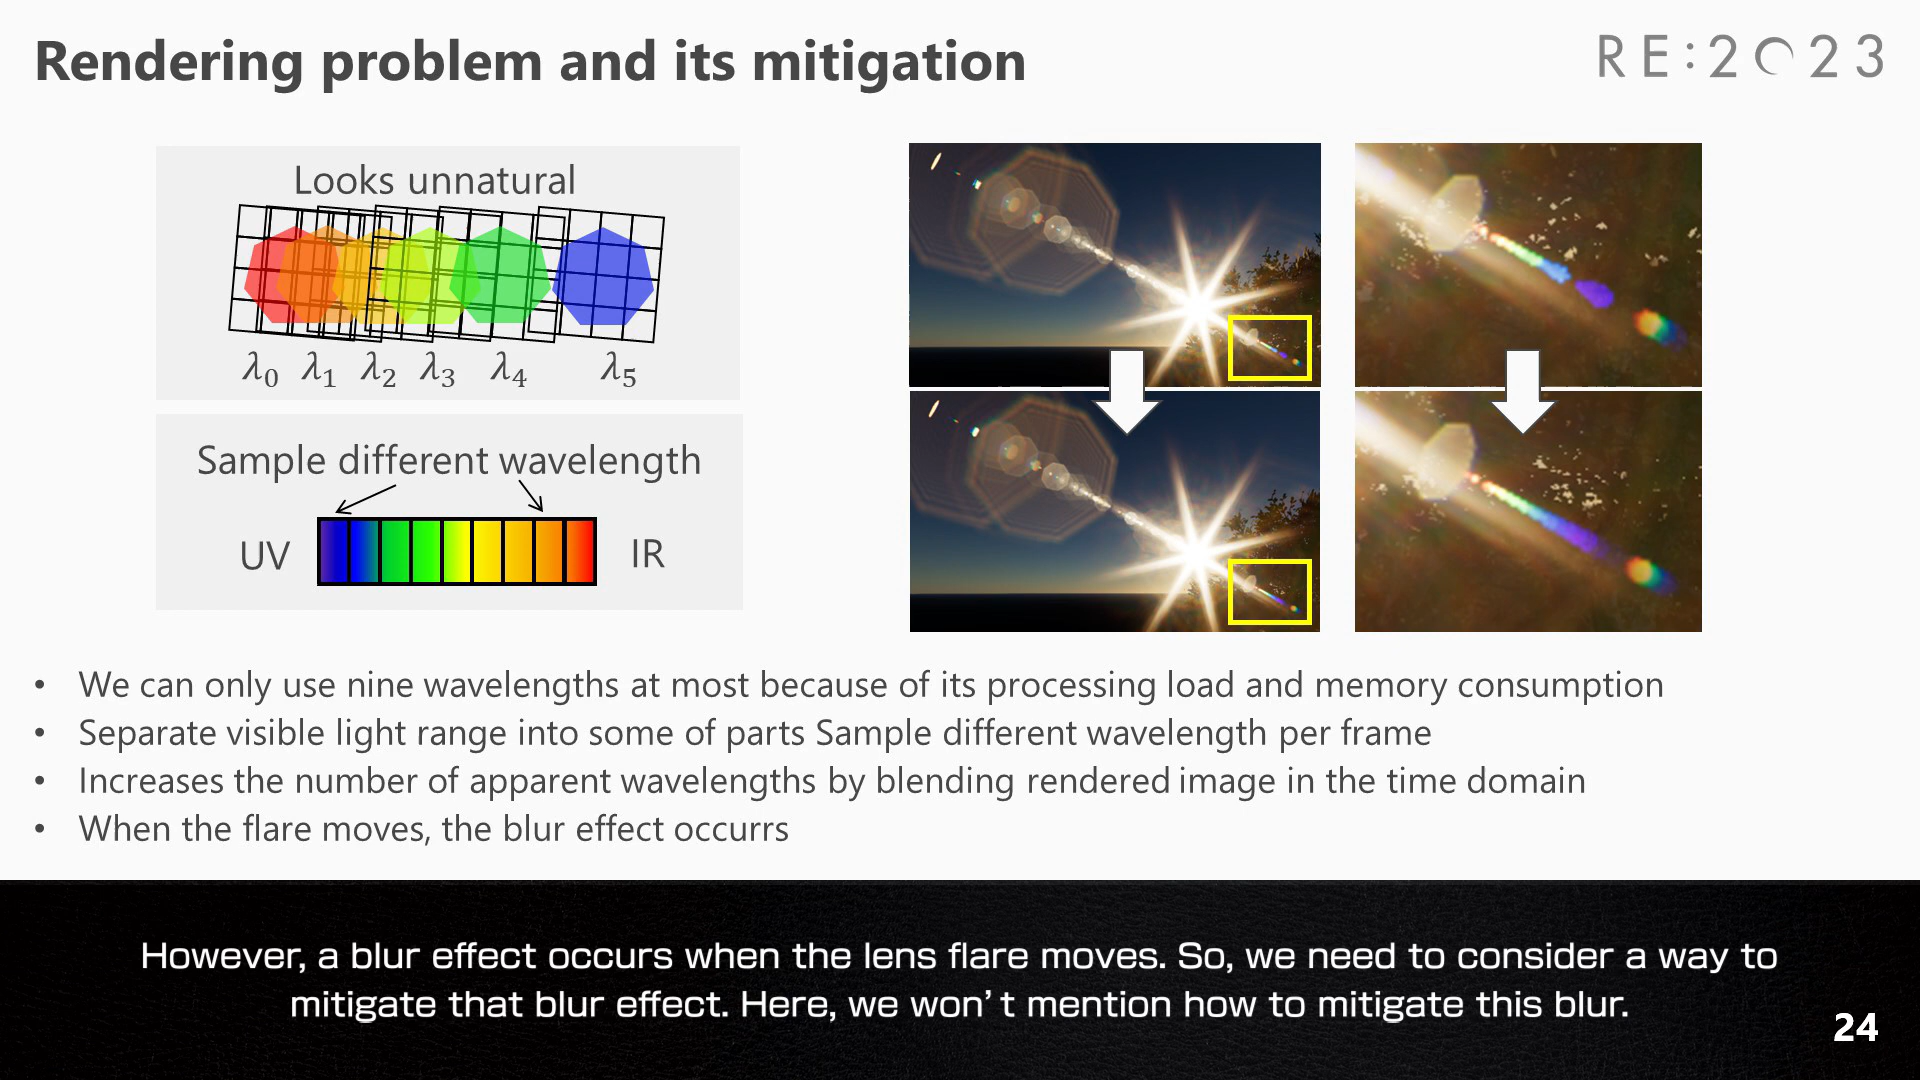 Rendering problem and its mitigation
RE:2023
Looks unnatural
λ0 λ1 λ2 λ3 λ4 λ5
Sample different wavelength
UV IR
• We can only use nine wavelengths at most because of its processing load and memory consumption
• Separate visible light range into some of parts Sample different wavelength per frame
• Increases the number of apparent wavelengths by blending rendered image in the time domain
• When the flare moves, the blur effect occurrs
However, a blur effect occurs when the lens flare moves. So, we need to consider a way to
mitigate that blur effect. Here, we won't mention how to mitigate this blur.
24